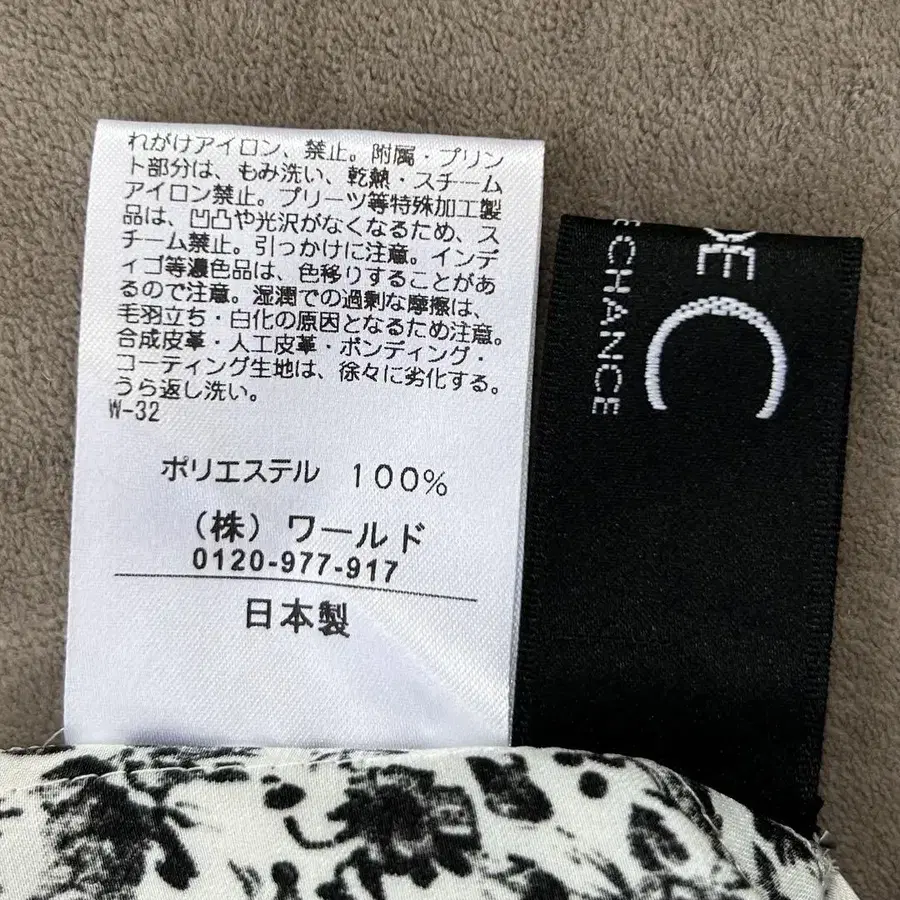 れがけアイロン、禁止。附属・プリン
ト部分は、もみ洗い、乾熱・スチーム
アイロン禁止。プリーツ等特殊加工製
品は、凹凸や光沢がなくなるため、ス
チーム禁止。引っかけに注意。インデ
ィゴ等濃色品は、色移りすることがあ
るので注意。湿潤での過剰な摩擦は、
毛羽立ち・白化の原因となるため注意。
合成皮革・人工皮革・ボンディング・
コーティング生地は、徐々に劣化する。
うら返し洗い。
W-32
ポリエステル 100%
(株) ワールド
0120-977-917
日本製
DE C
E CHANCE